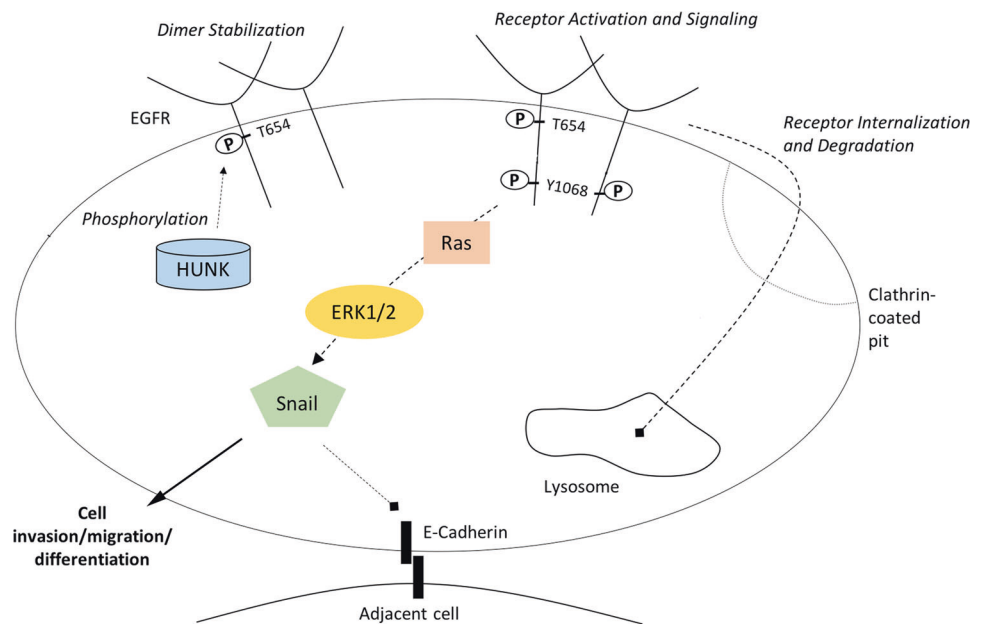 Dimer Stabilization
Receptor Activation and Signaling
EGFR
P
T654
P
T654
Receptor Internalization
and Degradation
P
Y1068
P
Phosphorylation
HUNK
Ras
ERK1/2
Clathrin-
coated
pit
Snail
Lysosome
Cell
invasion/migration/
differentiation
E-Cadherin
Adjacent cell